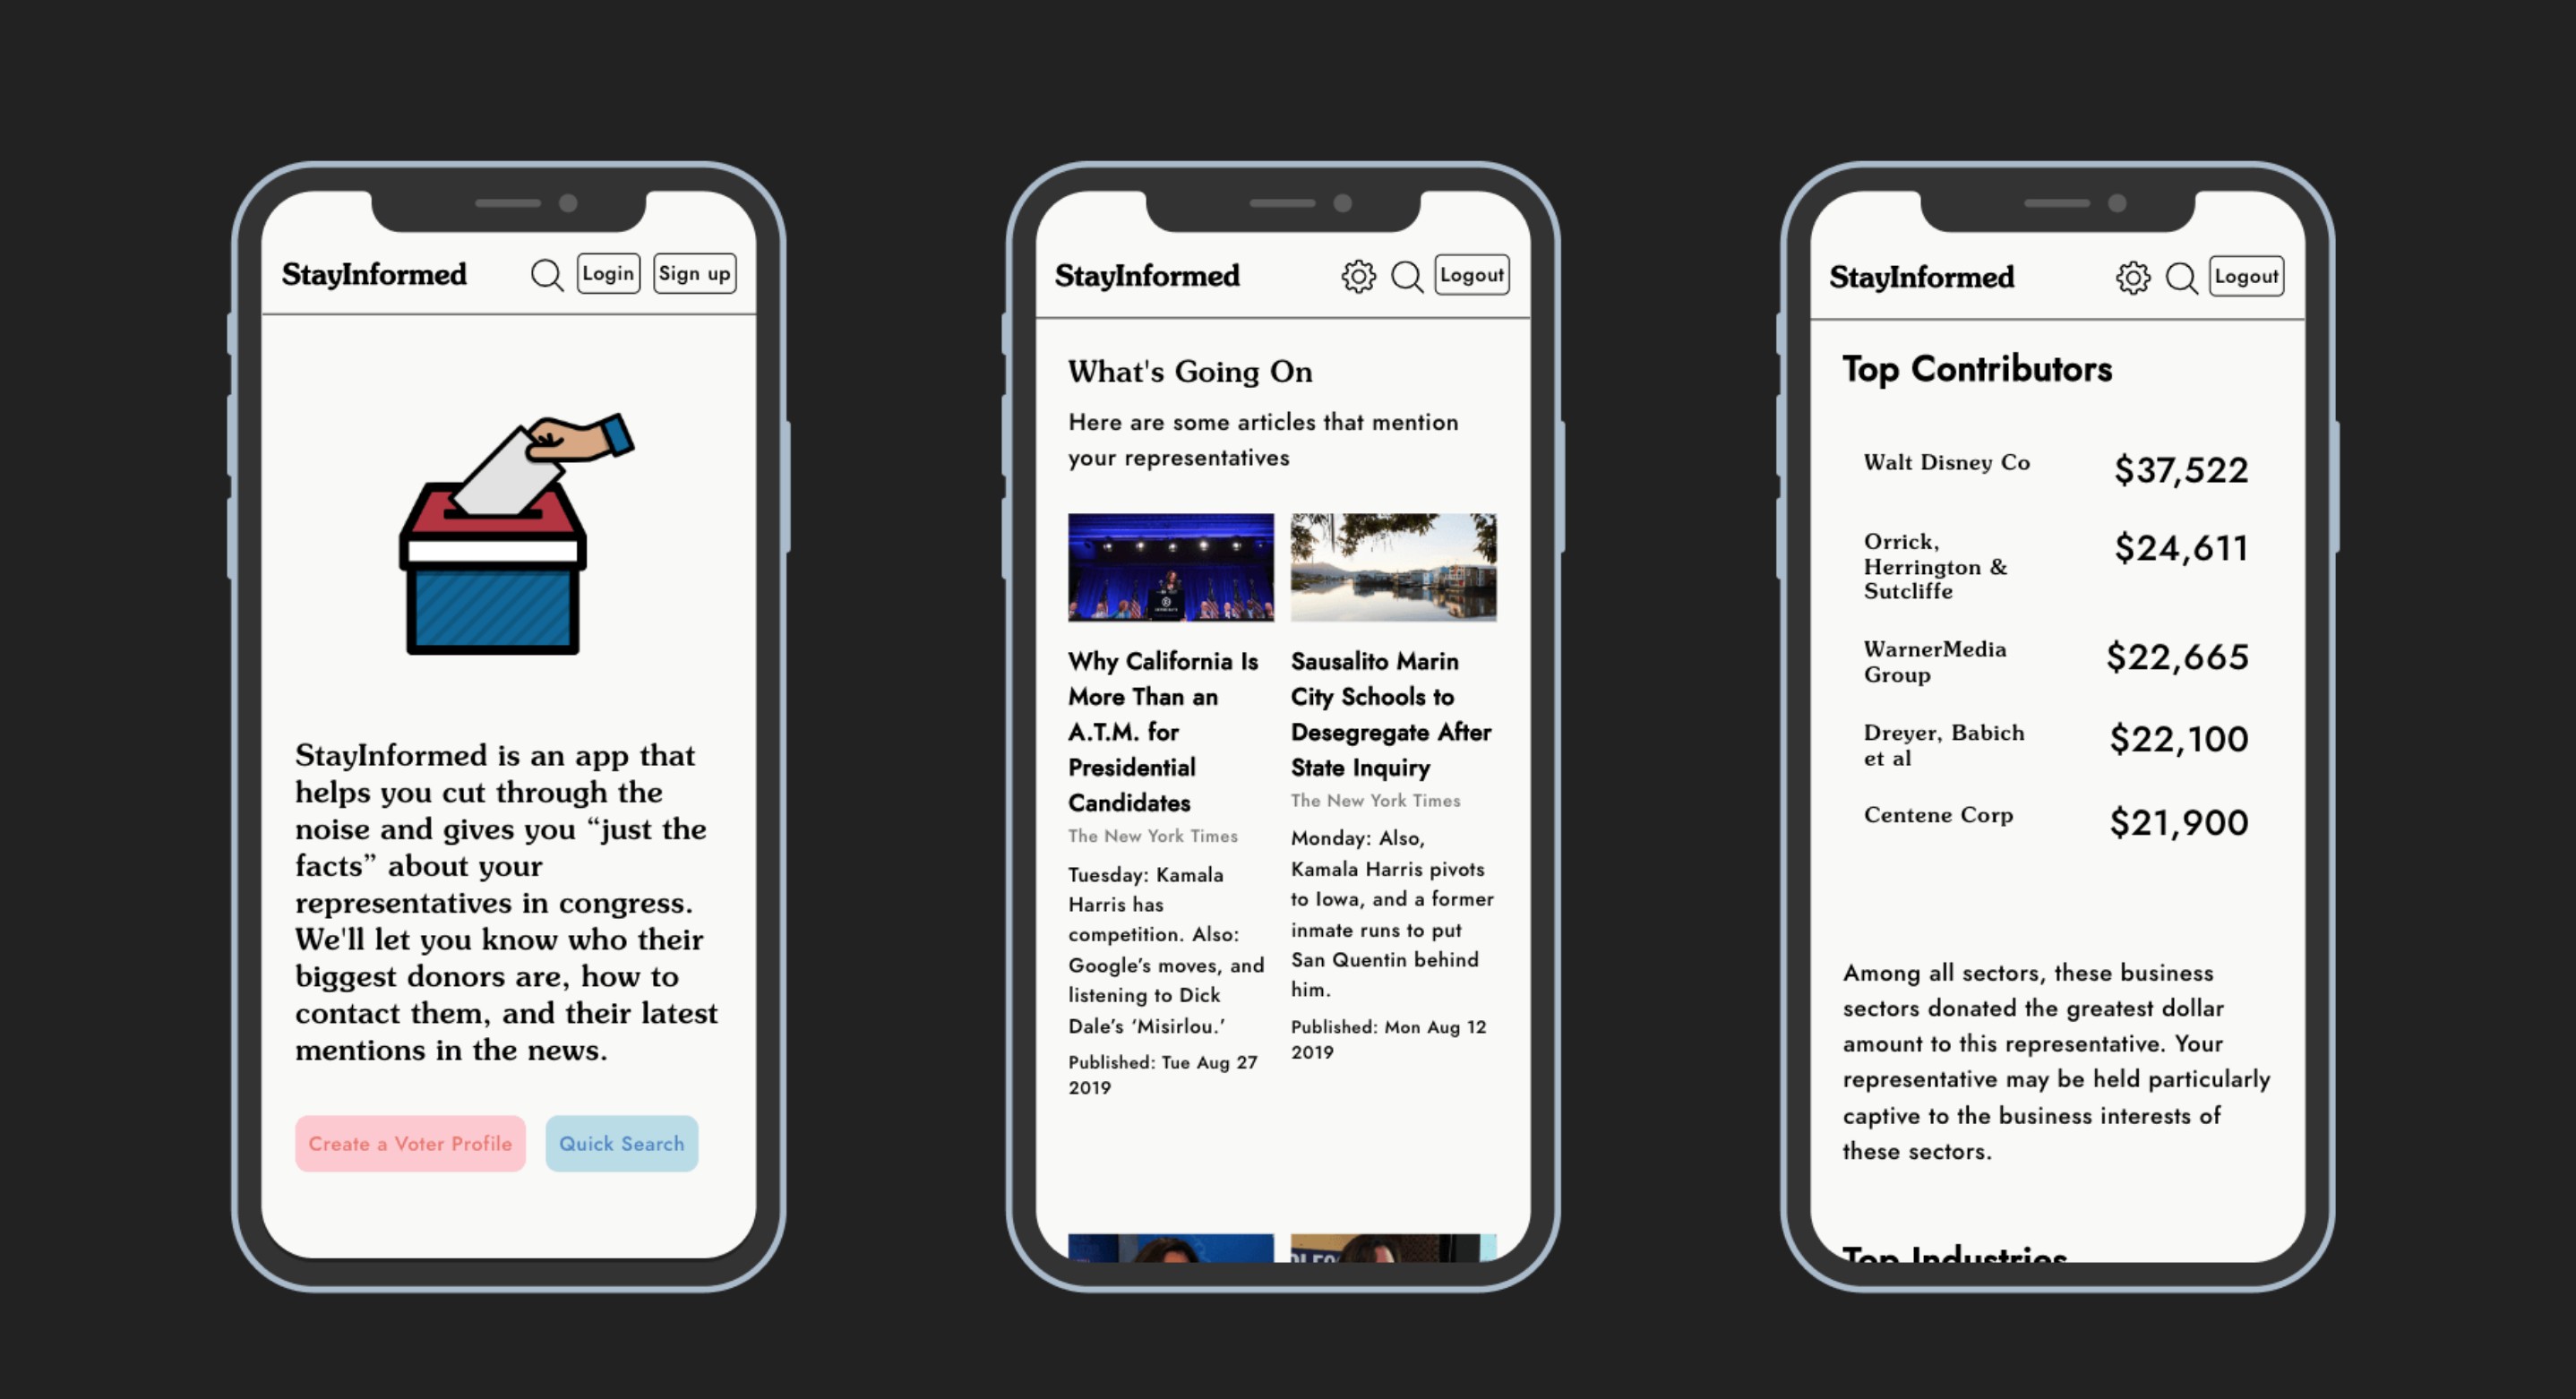 StayInformed
Login
Sign up
StayInformed is an app that
helps you cut through the
noise and gives you “just the
facts” about your
representatives in congress.
We'll let you know who their
biggest donors are, how to
contact them, and their latest
mentions in the news.
Create a Voter Profile
Quick Search
StayInformed
Logout
What's Going On
Here are some articles that mention
your representatives
Why California Is
More Than an
A.T.M. for
Presidential
Candidates
The New York Times
Tuesday: Kamala
Harris has
competition. Also:
Google’s moves, and
listening to Dick
Dale’s ‘Misirlou.’
Published: Tue Aug 27
2019
Sausalito Marin
City Schools to
Desegregate After
State Inquiry
The New York Times
Monday: Also,
Kamala Harris pivots
to Iowa, and a former
inmate runs to put
San Quentin behind
him.
Published: Mon Aug 12
2019
StayInformed
Logout
Top Contributors
Walt Disney Co
$37,522
Orrick,
Herrington &
Sutcliffe
$24,611
WarnerMedia
Group
$22,665
Dreyer, Babich
et al
$22,100
Centene Corp
$21,900
Among all sectors, these business
sectors donated the greatest dollar
amount to this representative. Your
representative may be held particularly
captive to the business interests of
these sectors.
Top Industries